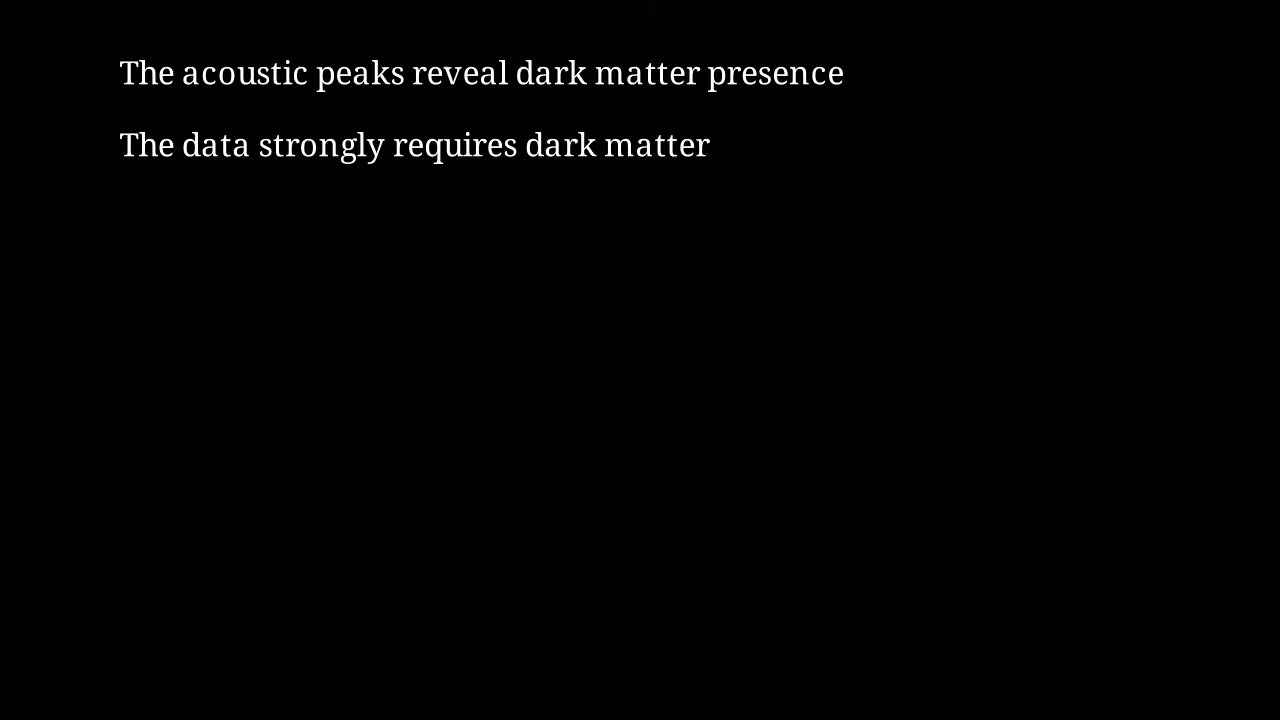 The acoustic peaks reveal dark matter presence
The data strongly requires dark matter